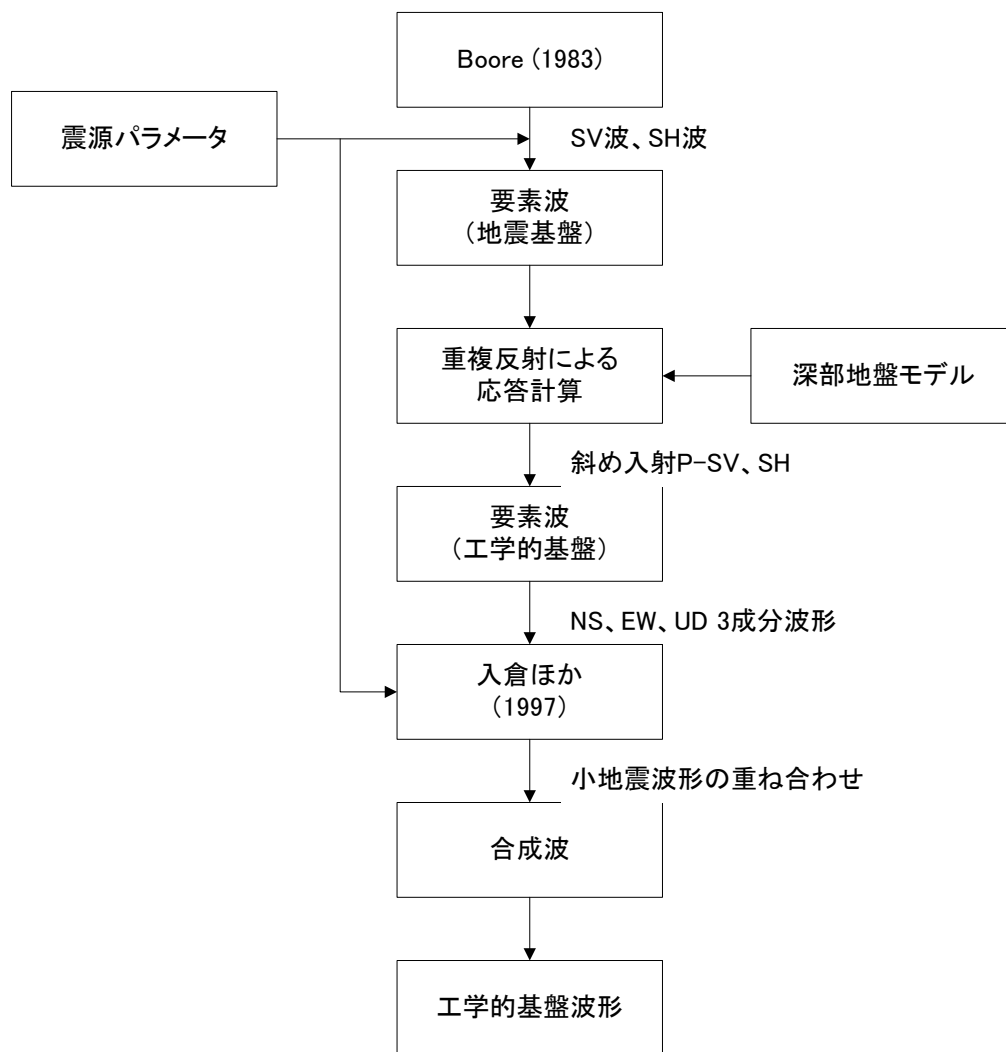 Boore (1983)
震源パラメータ
SV波、SH波
要素波
（地震基盤）
重複反射による
応答計算
深部地盤モデル
斜め入射P-SV、SH
要素波
（工学的基盤）
NS、EW、UD 3成分波形
入倉ほか
(1997)
小地震波形の重ね合わせ
合成波
工学的基盤波形